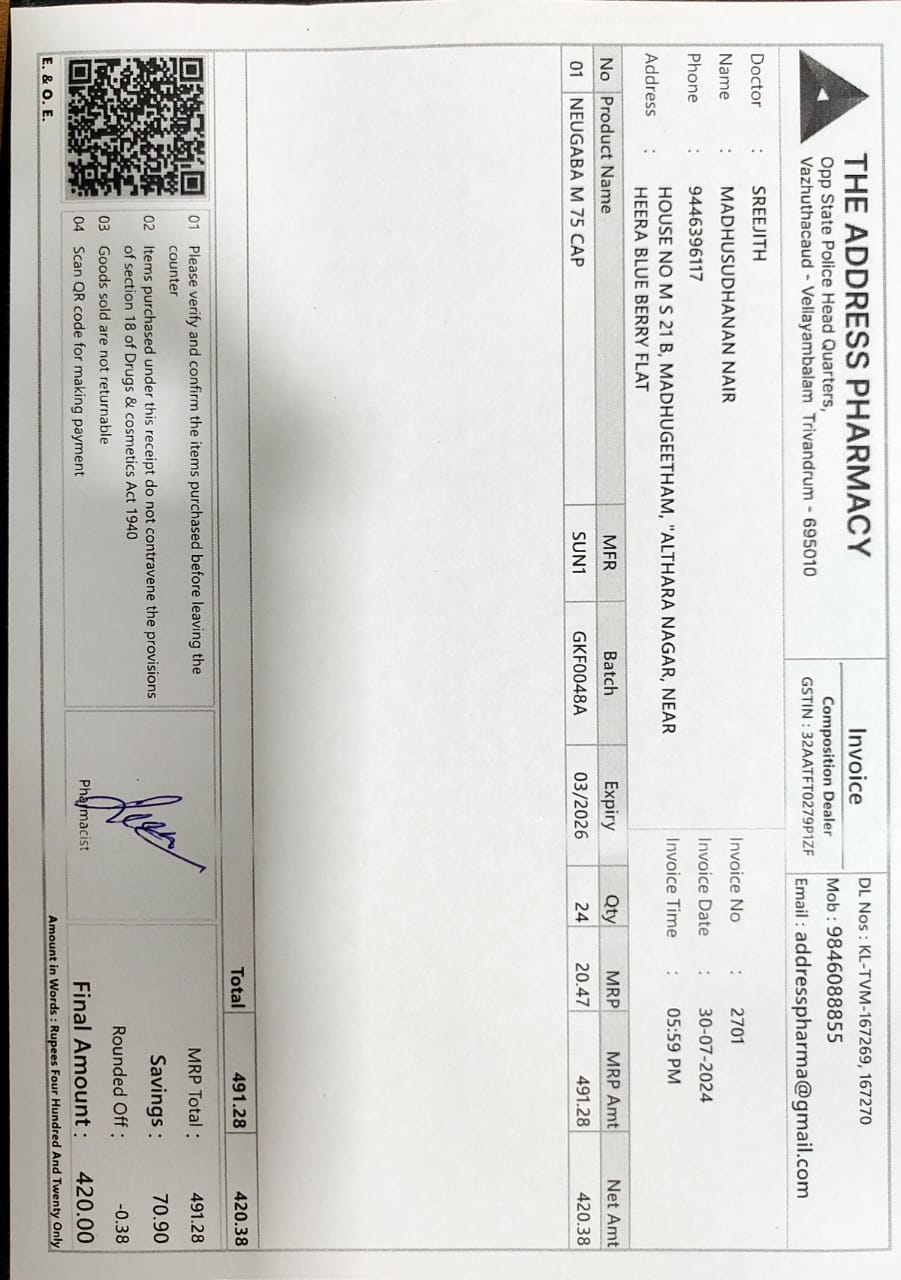 THE ADDRESS PHARMACY
Opp State Police Head Quarters,
Vazhuthacaud - Vellayambalam Trivandrum - 695010
Invoice
Composition Dealer
GSTIN : 32AATFT0279P1ZF
DL Nos : KL-TVM-167269, 167270
Mob : 9846088855
Email : addresspharma@gmail.com
Doctor : SREEJITH
Name : MADHUSUDHANAN NAIR
Phone : 9446396117
Address : HOUSE NO M S 21 B, MADHUGEETHAM, "ALTHARA NAGAR, NEAR
HEERA BLUE BERRY FLAT
Invoice No : 2701
Invoice Date : 30-07-2024
Invoice Time : 05:59 PM
No Product Name MFR Batch Expiry Qty MRP MRP Amt Net Amt
01 NEUGABA M 75 CAP SUN1 GKF0048A 03/2026 24 20.47 491.28 420.38
Total 491.28 420.38
01 Please verify and confirm the items purchased before leaving the
counter
02 Items purchased under this receipt do not contravene the provisions
of section 18 of Drugs & cosmetics Act 1940
03 Goods sold are not returnable
04 Scan QR code for making payment
Pharmacist
MRP Total : 491.28
Savings : 70.90
Rounded Off : -0.38
Final Amount : 420.00
E. & O. E.
Amount in Words : Rupees Four Hundred And Twenty Only